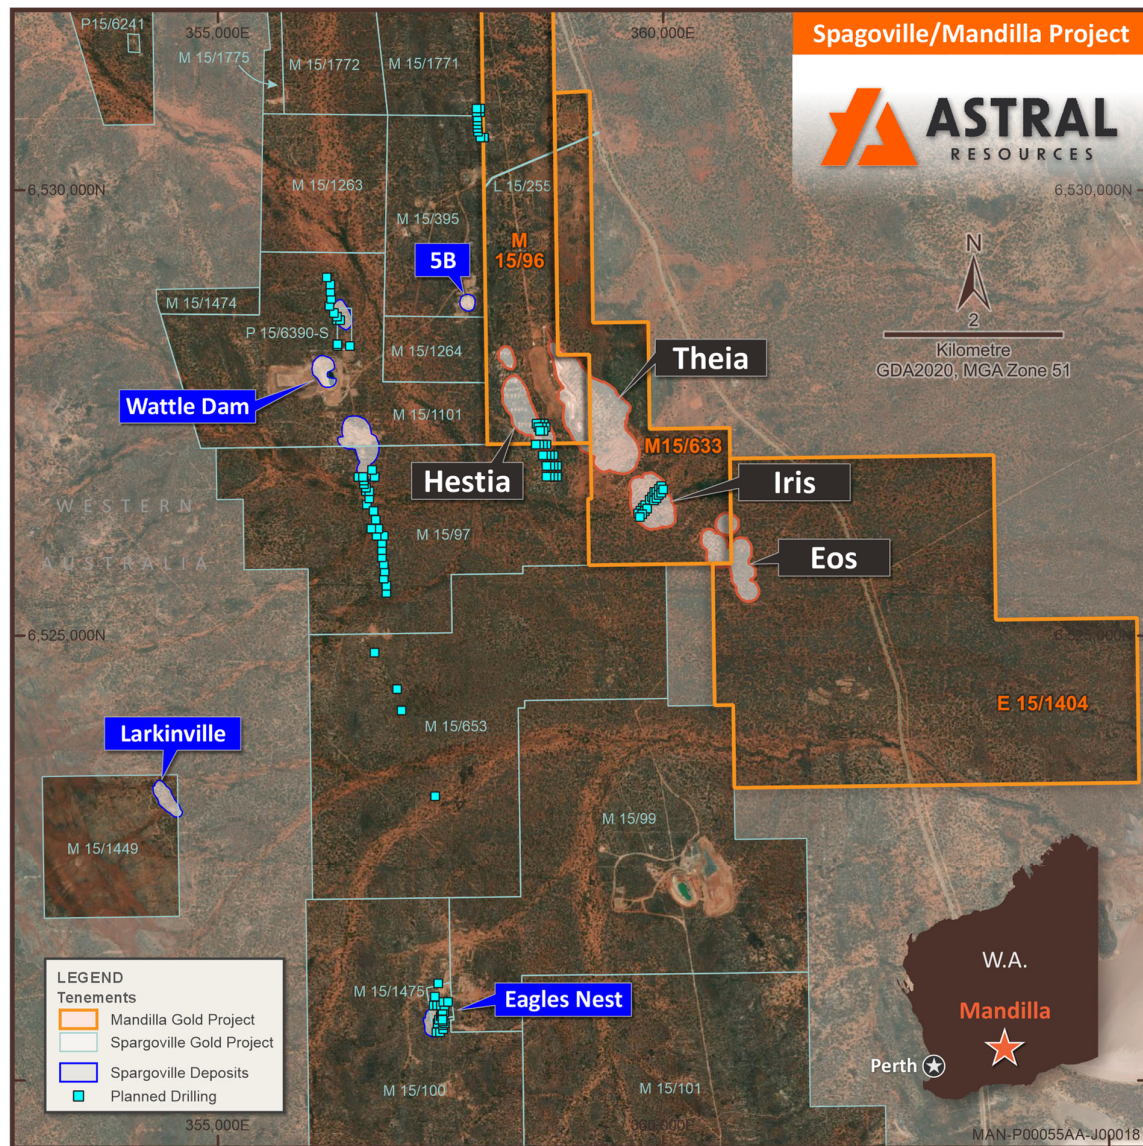 P15/6241
355,000E
360,000E
Spagoville/Mandilla Project
M 15/1775
M 15/1772
M 15/1771
ASTRAL
RESOURCES
M 15/1263
L 15/255
6,530,000N
6,530,000N
M 15/395
M
15/96
5B
N
M 15/1474
P 15/6390-S
2
Kilometre
GDA2020, MGA Zone 51
M 15/1264
Theia
Wattle Dam
M 15/1101
M15/633
Hestia
Iris
WESTERN
M 15/97
AUSTRALIA
Eos
6,525,000N
6,525,000N
E 15/1404
M 15/653
Larkinville
M 15/1449
M 15/99
W.A.
M 15/1475
Eagles Nest
Mandilla
Perth
M 15/100
M 15/101
LEGEND
Tenements
Mandilla Gold Project
Spargoville Gold Project
Spargoville Deposits
Planned Drilling
355,000E
360,000E
MAN-P00055AA-J00018